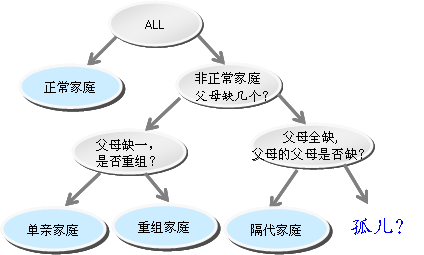 ALL
正常家庭
非正常家庭
父母缺几个？
父母缺一，
是否重组？
父母全缺,
父母的父母是否缺？
单亲家庭
重组家庭
隔代家庭
孤儿？